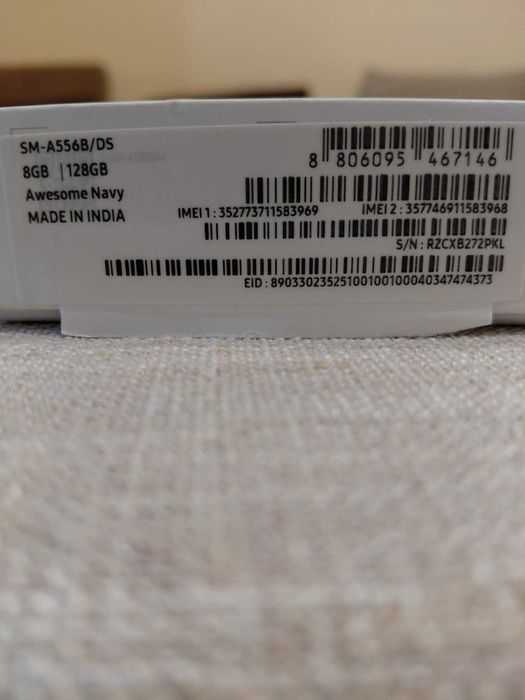 SM-A556B/DS
8GB | 128GB
Awesome Navy
MADE IN INDIA
8 806095 467146
IMEI 1 : 352773711583969 IMEI 2 : 357746911583968
S/N : RZCXB272PKL
EID : 89033023525100100100040347474373